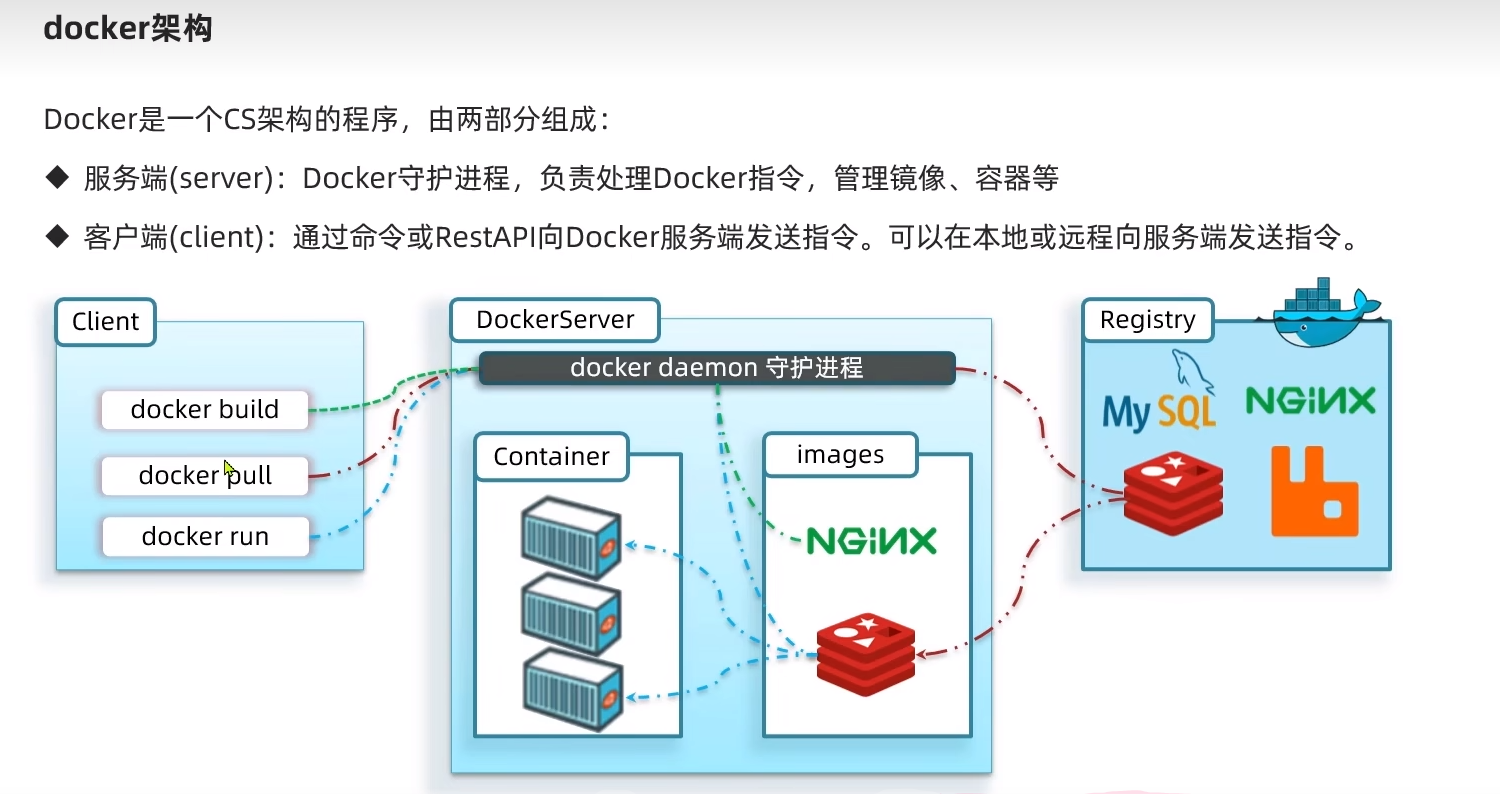 docker架构
Docker是一个CS架构的程序，由两部分组成：
◆ 服务端(server)：Docker守护进程，负责处理Docker指令，管理镜像、容器等
◆ 客户端(client)：通过命令或RestAPI向Docker服务端发送指令。可以在本地或远程向服务端发送指令。
Client
docker build
docker pull
docker run
DockerServer
docker daemon 守护进程
Container
images
NGINX
Registry
MySQL
NGINX